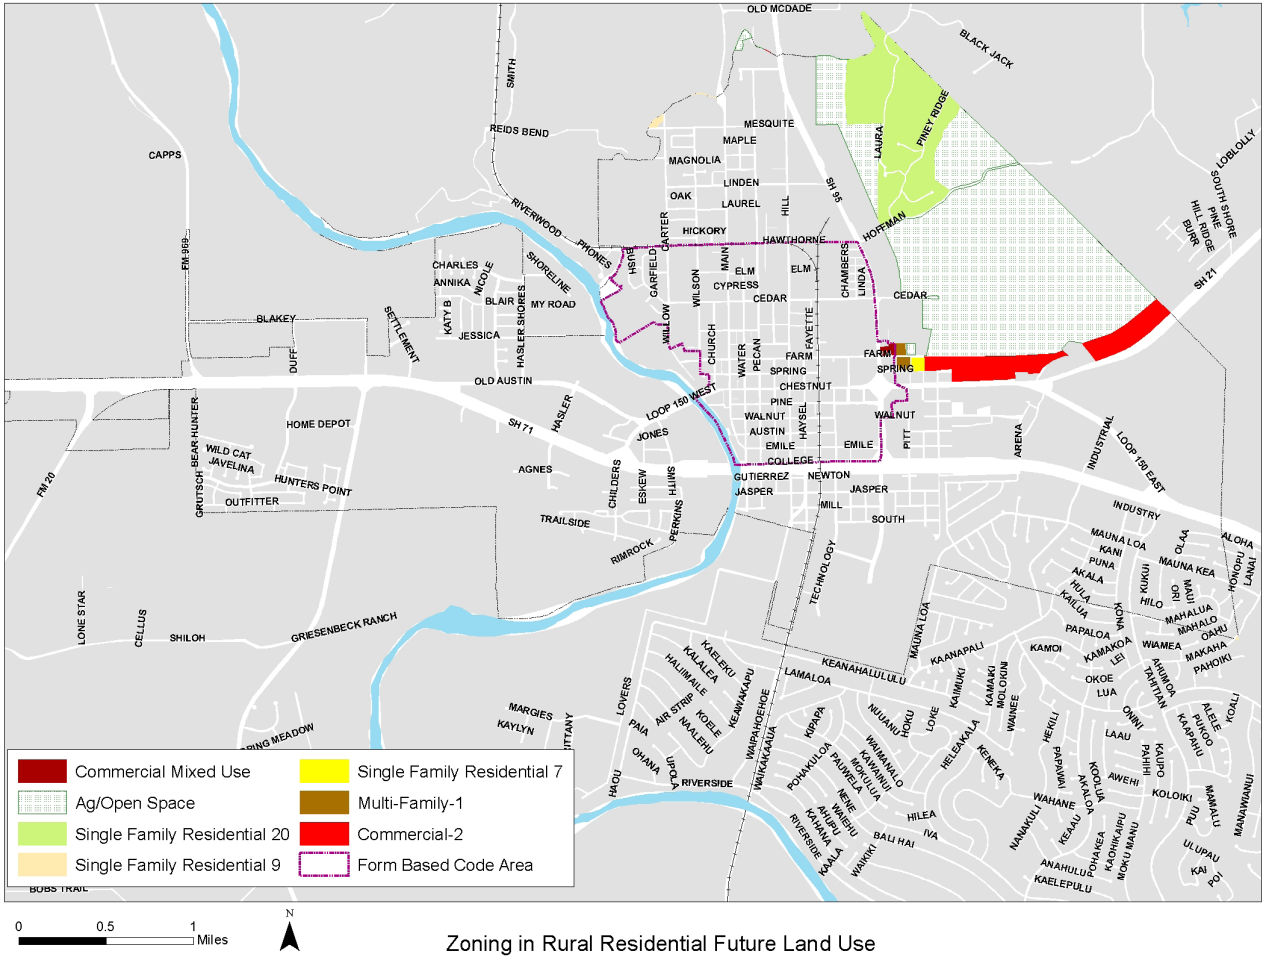 OLD MCDADE
BLACK JACK
SMITH
REIDS BEND
MESQUITE
MAPLE
CAPPS
MAGNOLIA
LAURA
PINEY RIDGE
LOBLOLLY
LINDEN
OAK
LAUREL
HILL
SH 95
SOUTH SHORE
PINE
HILL RIDGE
BURR
RIVERWOOD
CARTER
HICKORY
HOFFMAN
HAWTHORNE
PHONES
FM 969
BUSH
GARFIELD
MAIN
CHARLES
ANNIKA
NICOLE
SHORELINE
WILSON
ELM
ELM
CYPRESS
CHAMBERS
LINDA
SH 21
KATY B
BLAIR
MY ROAD
CEDAR
CEDAR
BLAKEY
SETTLEMENT
JESSICA
HASLER SHORES
WILLOW
CHURCH
FAYETTE
DUFF
WATER
PECAN
FARM
FARM
SPRING
SPRING
OLD AUSTIN
CHESTNUT
LOOP 150 WEST
PINE
HASLER
WALNUT
HAYSEL
WALNUT
BEAR HUNTER
HOME DEPOT
SH 71
JONES
AUSTIN
EMILE
EMILE
PITT
ARENA
INDUSTRIAL
LOOP 150 EAST
WILD CAT
JAVELINA
COLLEGE
FM 20
GRUTSCH
HUNTERS POINT
AGNES
CHILDERS
ESKEW
SMITH
GUTIERREZ
NEWTON
JASPER
JASPER
OUTFITTER
MILL
TRAILSIDE
PERKINS
SOUTH
INDUSTRY
RIMROCK
TECHNOLOGY
MAUNA LOA
KANI
PUNA
AKALA
HULA
KAILUA
OLAA
ALOHA
MAUNA KEA
KUKUI
HONOPU
LANAI
MAUI
ORI
HILO
LONE STAR
CELLUS
SHILOH
GRIESENBECK RANCH
MAUNA LOA
KONA
MAHALUA
MAHALO
OAHU
PAPALOA
KAMAKOA
WIAMEA
MAKAHA
PAHOIKI
KAMOI
LEI
KAANAPALI
KAELEKU
KALALEA
HALIIMAILE
KEANAHALULULU
LAMALOA
OKOE
LUA
AHUMOA
TAHITIAN
KAIMUKI
KAMAIKI
MOLOKINI
WAINEE
LOVERS
KEAWAKAPU
WAIPAHOEHOE
AIR STRIP
KOELE
NAALEHU
PAIA
MARGIES
KAYLYN
KIPAPA
NUUANU
HOKU
LOKE
HEKILI
ONINI
ALELE
PUKOO
KAAPAHU
KOALI
LAAU
RING MEADOW
OHANA
UPOLA
WAIKAKAAUA
POHAKULOA
WAIMANALO
KAWAINUI
MOKULUA
PAUWELA
HELEAKALA
KENEKA
PAPAWAI
KAUPO
PAHIHI
HAOU
RIVERSIDE
NENE
WAIEHU
AHUPU
KAHANA
KOOLUA
AKALOA
AWEHI
KOLOIKI
MAMALU
PUU
MANAWIANUI
WAHANE
HILEA
IVA
NANAKULI
KEAAU
RIVERSIDE
KAALA
WAIKIKI
BALI HAI
POHAKEA
KAOHIKAIPU
MOKU MANU
ULUPAU
KAI
POI
ANAHULU
KAELEPULU
Commercial Mixed Use
Single Family Residential 7
Ag/Open Space
Multi-Family-1
Single Family Residential 20
Commercial-2
Single Family Residential 9
Form Based Code Area
BOBS TRAIL
0 0.5 1
Miles
N
Zoning in Rural Residential Future Land Use